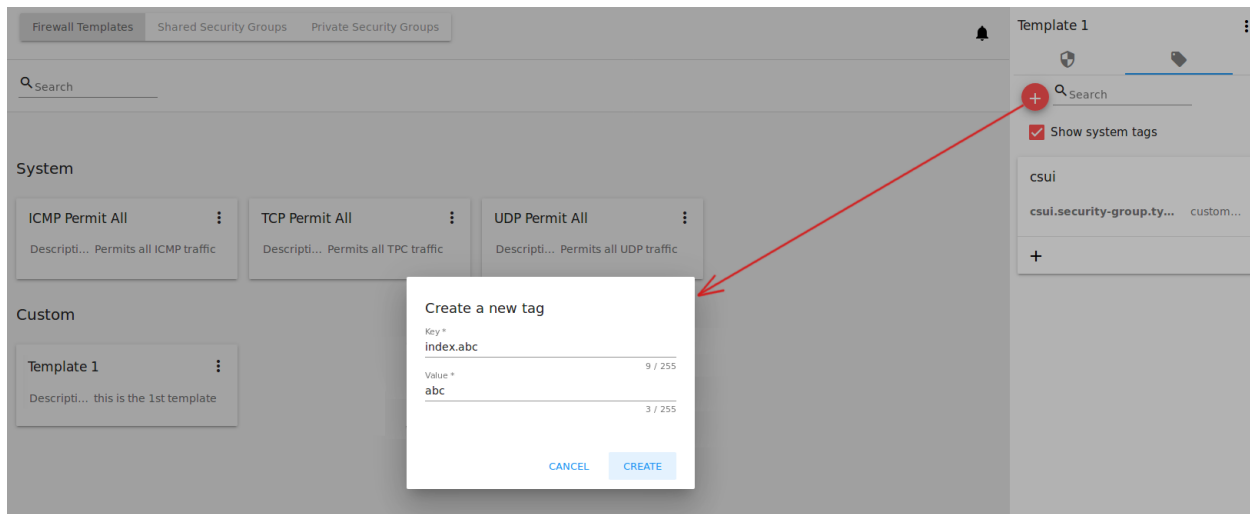 Firewall Templates Shared Security Groups Private Security Groups
Search
System
ICMP Permit All
Descripti... Permits all ICMP traffic
TCP Permit All
Descripti... Permits all TPC traffic
UDP Permit All
Descripti... Permits all UDP traffic
Custom
Template 1
Descripti... this is the 1st template
Create a new tag
Key *
index.abc
9 / 255
Value *
abc
3 / 255
CANCEL CREATE
Template 1
Search
Show system tags
csui
csui.security-group.ty... custom...